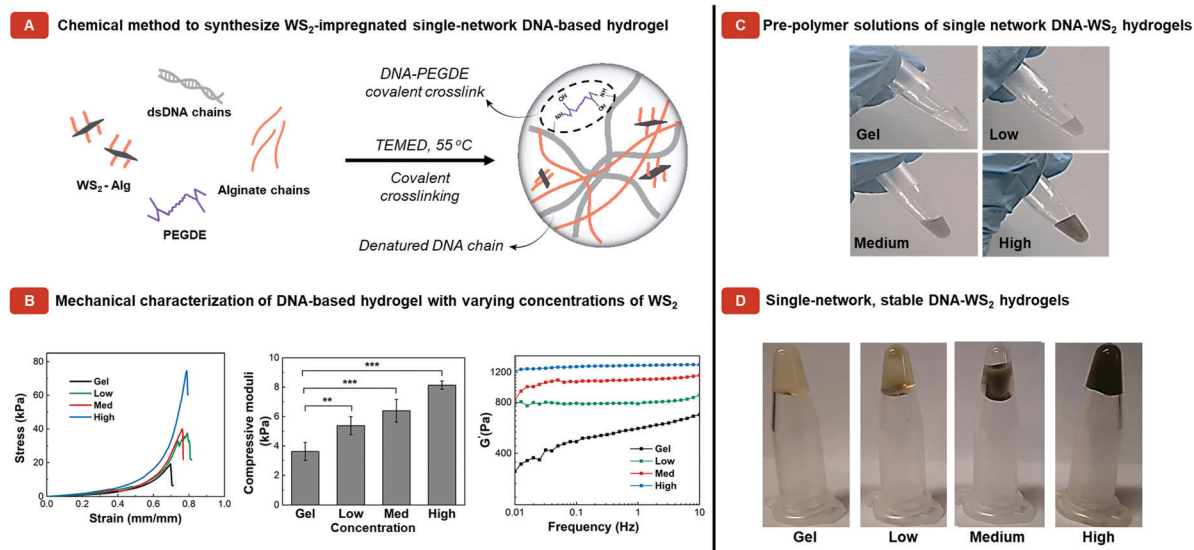 A Chemical method to synthesize WS₂-impregnated single-network DNA-based hydrogel
dsDNA chains
WS₂ - Alg
Alginate chains
PEGDE
TEMED, 55 °C
Covalent
crosslinking
DNA-PEGDE
covalent crosslink
OH
NH
NH
OH
Denatured DNA chain
B Mechanical characterization of DNA-based hydrogel with varying concentrations of WS₂
Stress (kPa)
80
60
40
20
0
0.0 0.2 0.4 0.6 0.8 1.0
Strain (mm/mm)
Gel
Low
Med
High
Compressive moduli
(kPa)
10
8
6
4
2
0
***
***
**
Gel Low Med High
Concentration
G'(Pa)
1200
800
400
0.01 0.1 1 10
Frequency (Hz)
Gel
Low
Med
High
C Pre-polymer solutions of single network DNA-WS₂ hydrogels
Gel
Low
Medium
High
D Single-network, stable DNA-WS₂ hydrogels
Gel Low Medium High